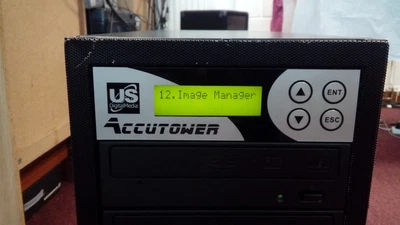 US
DigitalMedia
12.Image Manager
ENT
ESC
ACCUTOWER